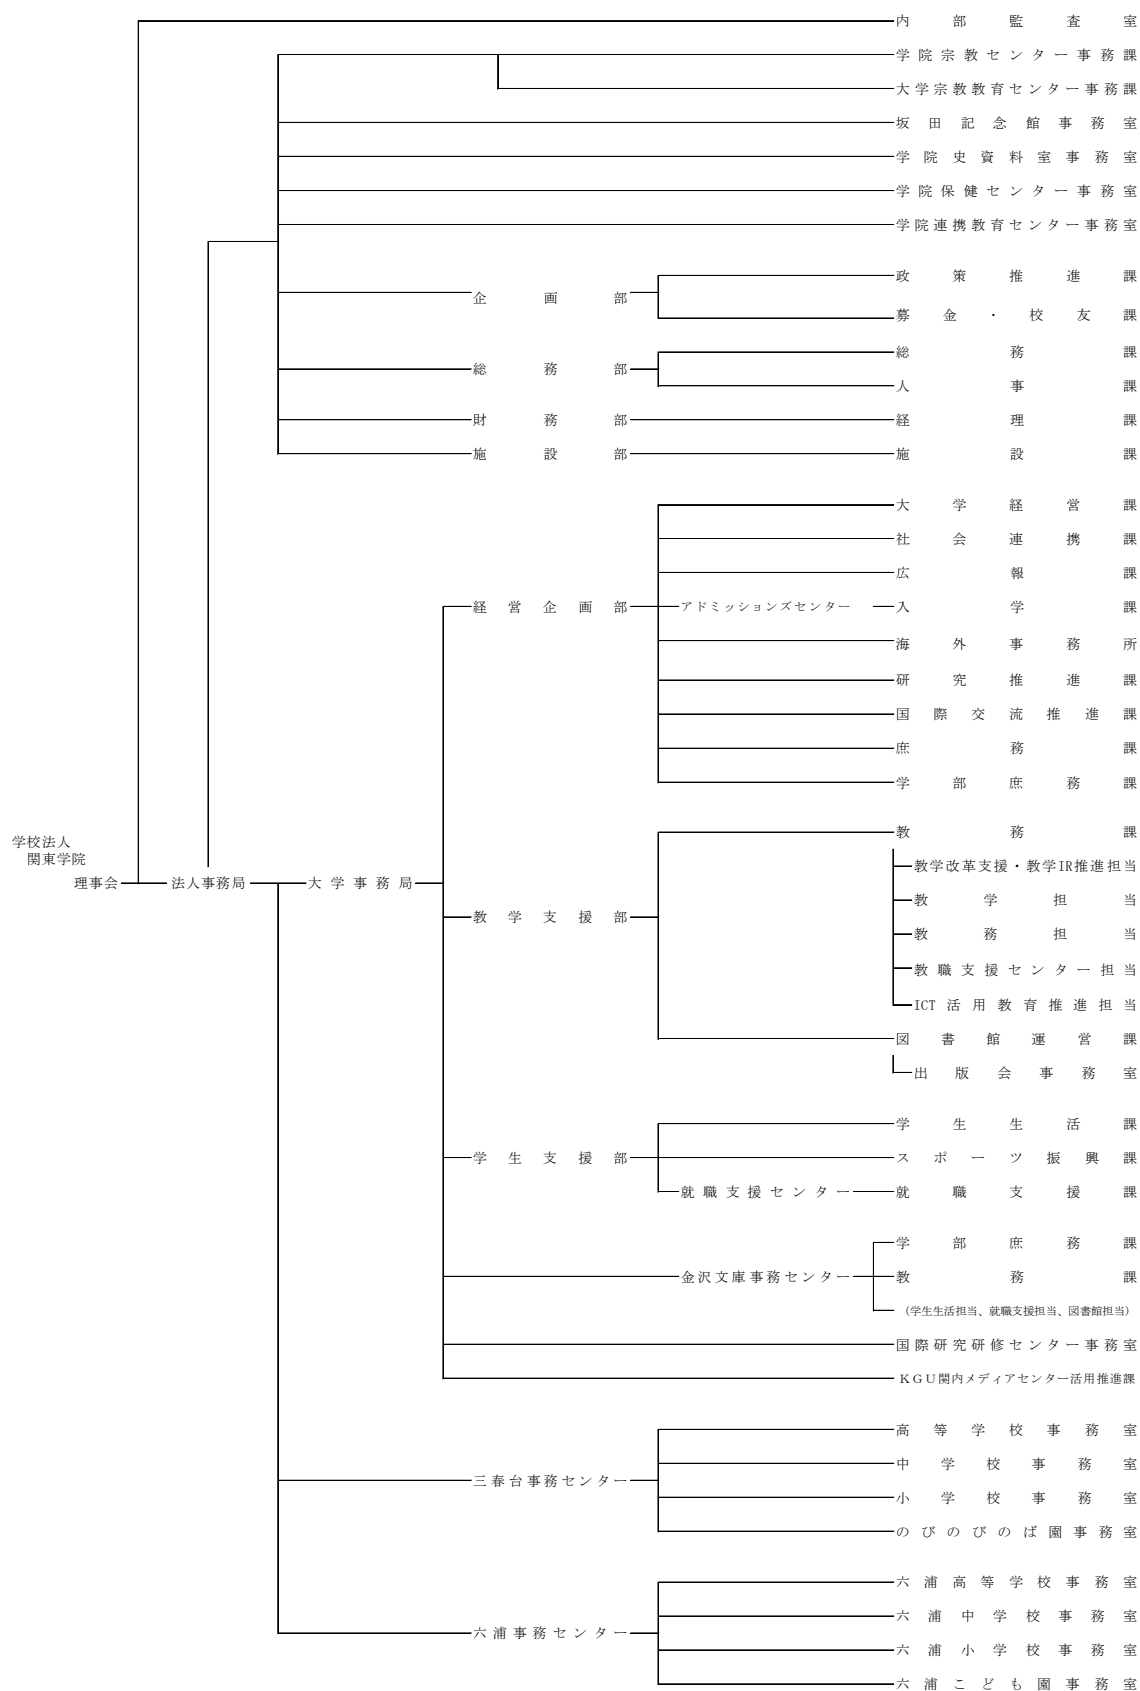 内部監査室
学院宗教センター事務課
大学宗教教育センター事務課
坂田記念館事務室
学院史資料室事務室
学院保健センター事務室
学院連携教育センター事務室
企画部
政策推進課
募金・校友課
総務部
総務課
人事課
財務部 経理課
施設部 施設課
大学経営課
社会連携課
広報課
経営企画部 アドミッションズセンター 入学課
海外事務所
研究推進課
国際交流推進課
庶務課
学部庶務課
教務課
学校法人
関東学院
理事会 法人事務局 大学事務局
教学改革支援・教学IR推進担当
教学担当
教学支援部
教務担当
教職支援センター担当
ICT活用教育推進担当
図書館運営課
出版会事務室
学生生活課
学生支援部 スポーツ振興課
就職支援センター 就職支援課
学部庶務課
金沢文庫事務センター 教務課
（学生生活担当、就職支援担当、図書館担当）
国際研究研修センター事務室
KGU関内メディアセンター活用推進課
高等学校事務室
中学校事務室
三春台事務センター
小学校事務室
のびのびのば園事務室
六浦高等学校事務室
六浦中学校事務室
六浦事務センター
六浦小学校事務室
六浦こども園事務室